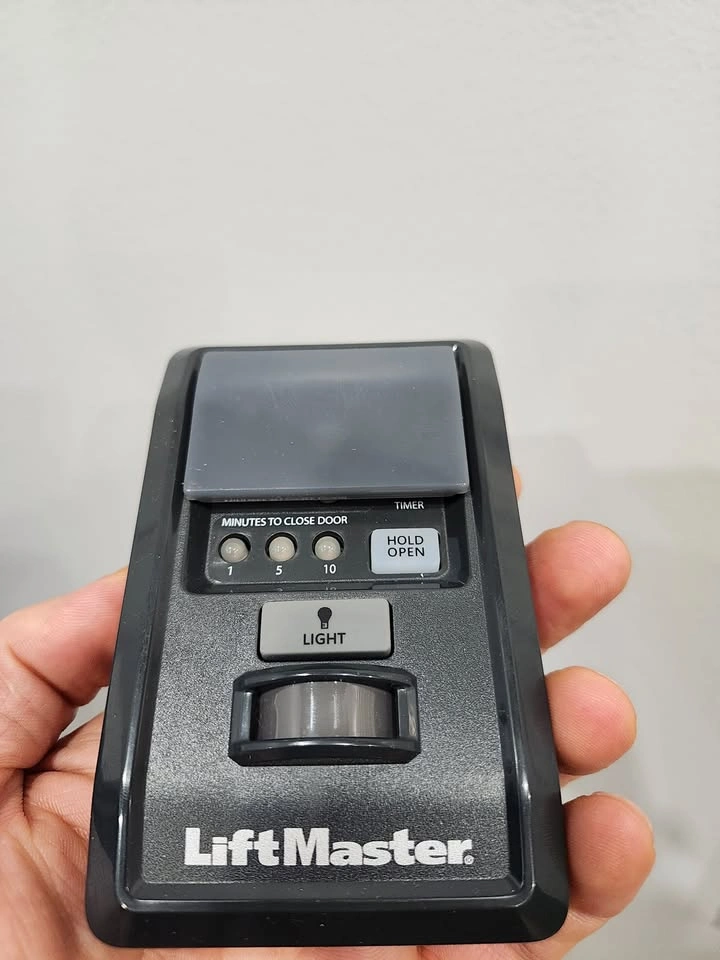 TIMER
MINUTES TO CLOSE DOOR
HOLD
OPEN
1 5 10
LIGHT
LiftMaster®